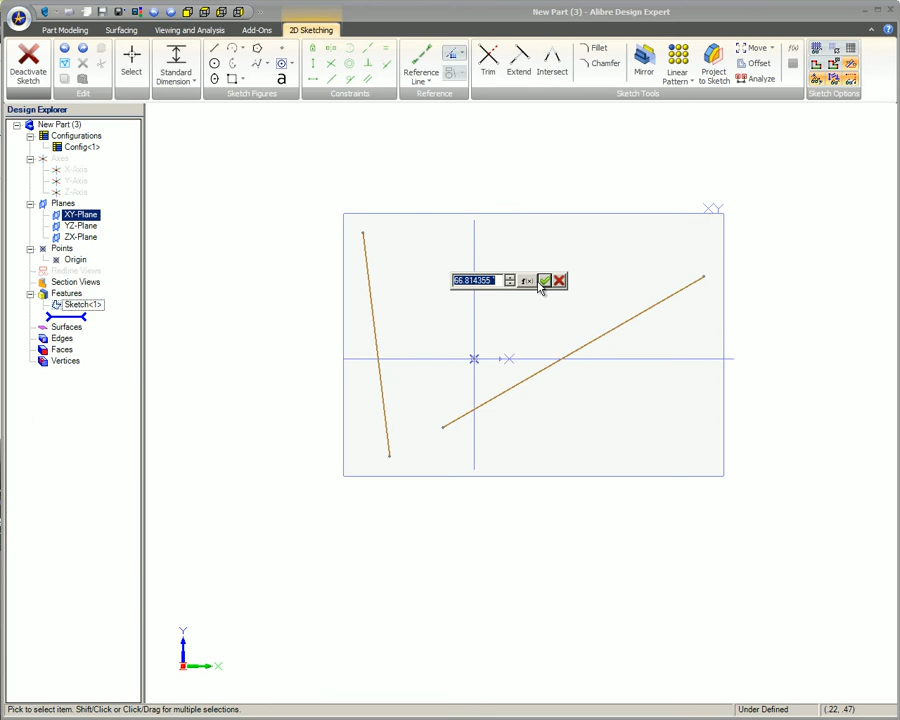 New Part (3) - Alibre Design Expert
Part Modeling Surfacing Viewing and Analysis Add-Ons 2D Sketching
Deactivate Sketch
Edit
Select
Standard Dimension
a
Sketch Figures
Constraints
Reference Line
Reference
Trim
Extend
Intersect
Fillet
Chamfer
Mirror
Linear Pattern
Project to Sketch
Move
Offset
Analyze
f(x)
Sketch Tools
Sketch Options
Design Explorer
New Part (3)
Configurations
Config<1>
Axes
X-Axis
Y-Axis
Z-Axis
Planes
XY-Plane
YZ-Plane
ZX-Plane
Points
Origin
Redline Views
Section Views
Features
Sketch<1>
Surfaces
Edges
Faces
Vertices
XY
66.814355 °
f(x)
X
Y
X
Pick to select item. Shift/Click or Click/Drag for multiple selections.
Under Defined
(.22, .47)